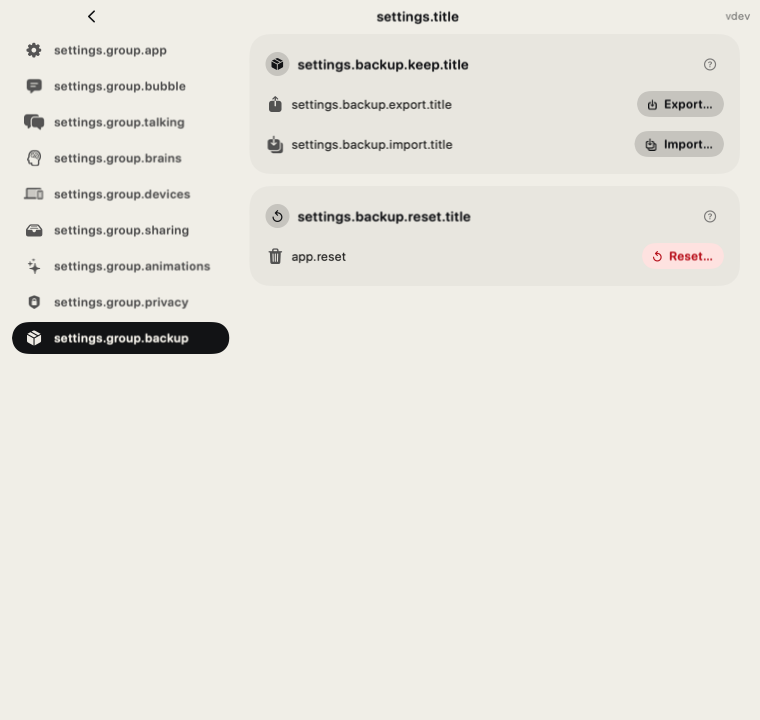 settings.title
vdev
settings.group.app
settings.group.bubble
settings.group.talking
settings.group.brains
settings.group.devices
settings.group.sharing
settings.group.animations
settings.group.privacy
settings.group.backup
settings.backup.keep.title
?
settings.backup.export.title
Export...
settings.backup.import.title
Import...
settings.backup.reset.title
?
app.reset
Reset...